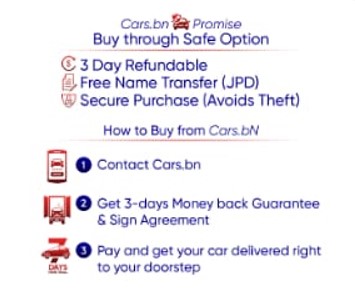 Cars.bn Promise
Buy through Safe Option
3 Day Refundable
Free Name Transfer (JPD)
Secure Purchase (Avoids Theft)
How to Buy from Cars.bN
1 Contact Cars.bn
2 Get 3-days Money back Guarantee
& Sign Agreement
3 Pay and get your car delivered right
to your doorstep
DAYS